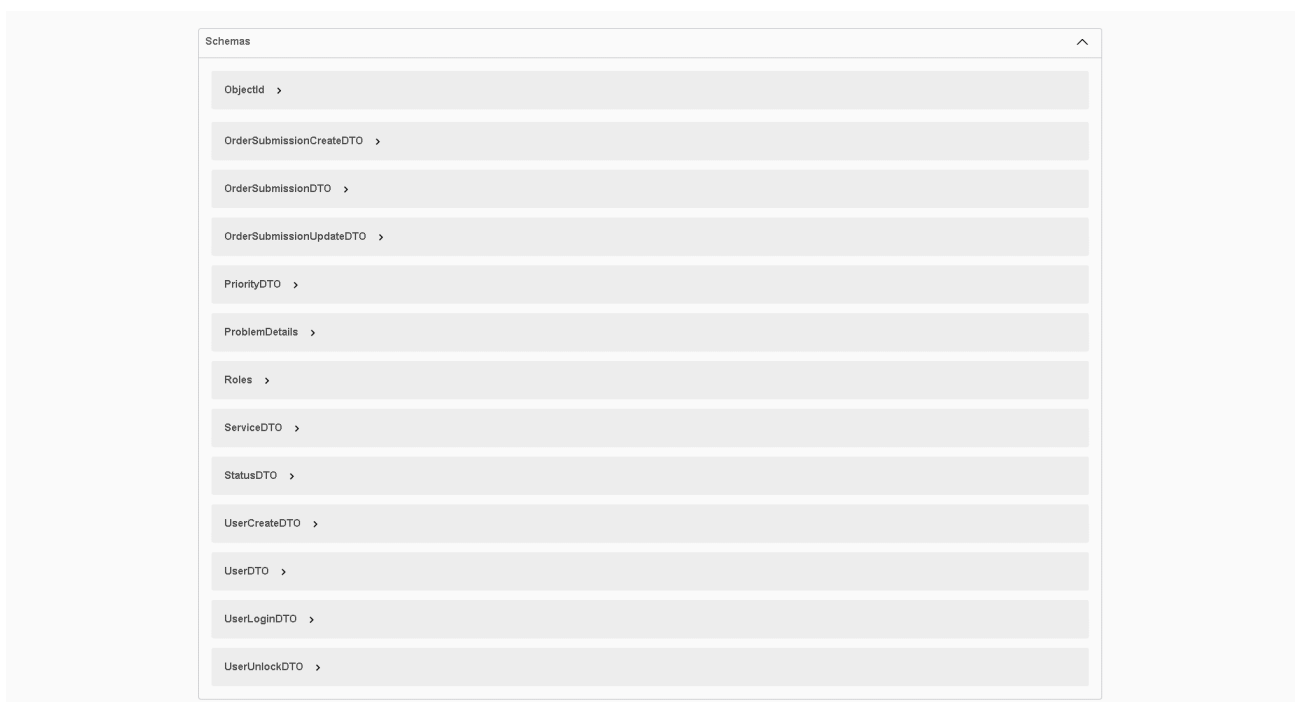 Schemas
ObjectId
OrderSubmissionCreateDTO
OrderSubmissionDTO
OrderSubmissionUpdateDTO
PriorityDTO
ProblemDetails
Roles
ServiceDTO
StatusDTO
UserCreateDTO
UserDTO
UserLoginDTO
UserUnlockDTO